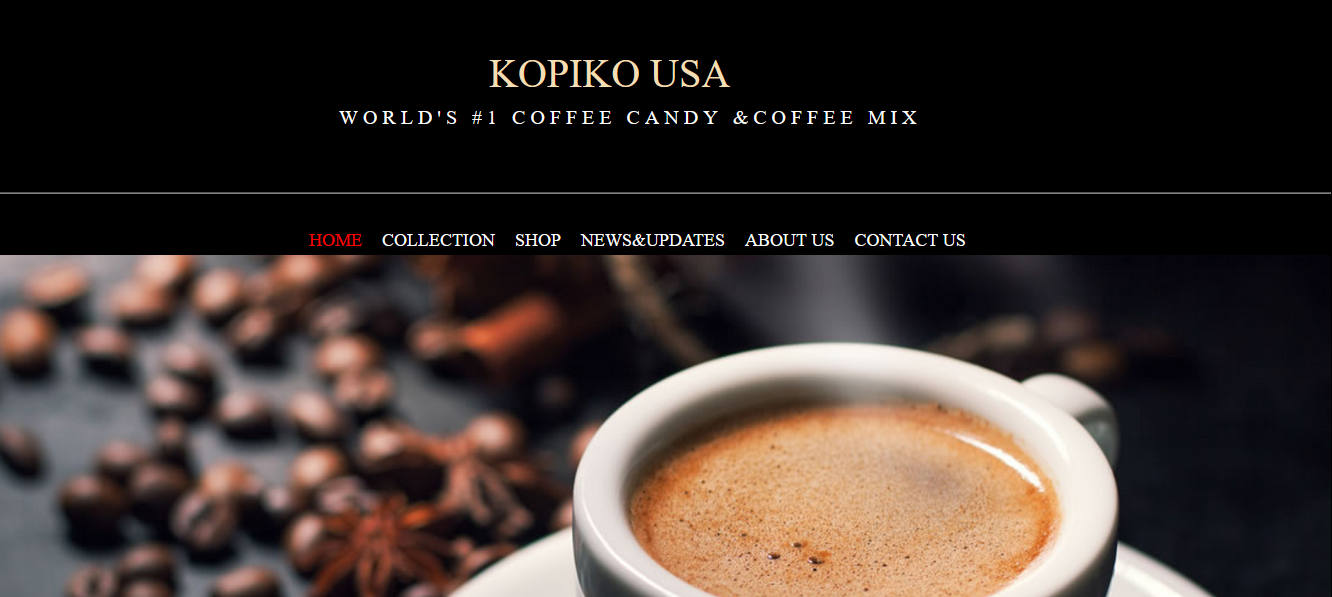 KOPIKO USA
WORLD'S #1 COFFEE CANDY &COFFEE MIX
HOME COLLECTION SHOP NEWS&UPDATES ABOUT US CONTACT US